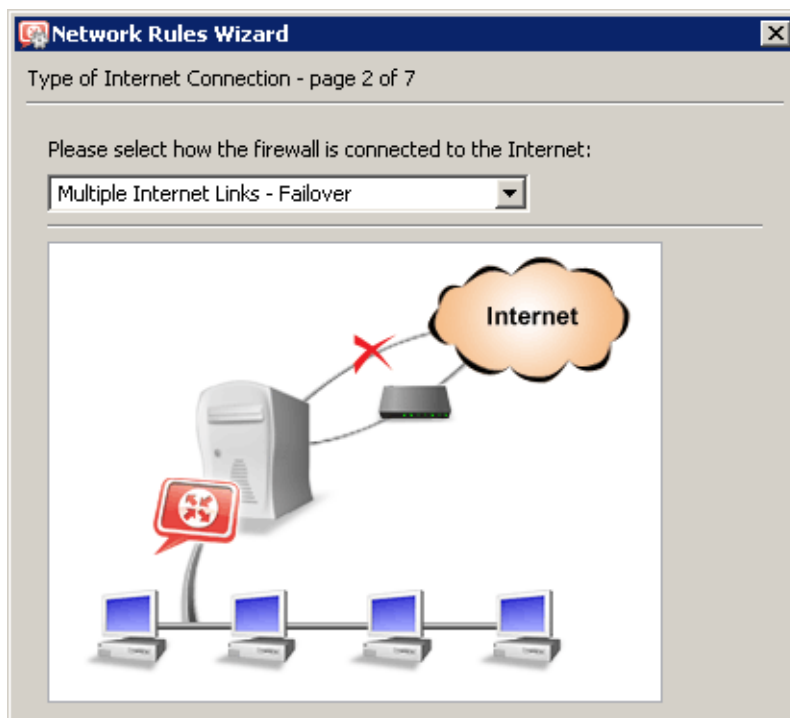 Network Rules Wizard
Type of Internet Connection - page 2 of 7
Please select how the firewall is connected to the Internet:
Multiple Internet Links - Failover
Internet